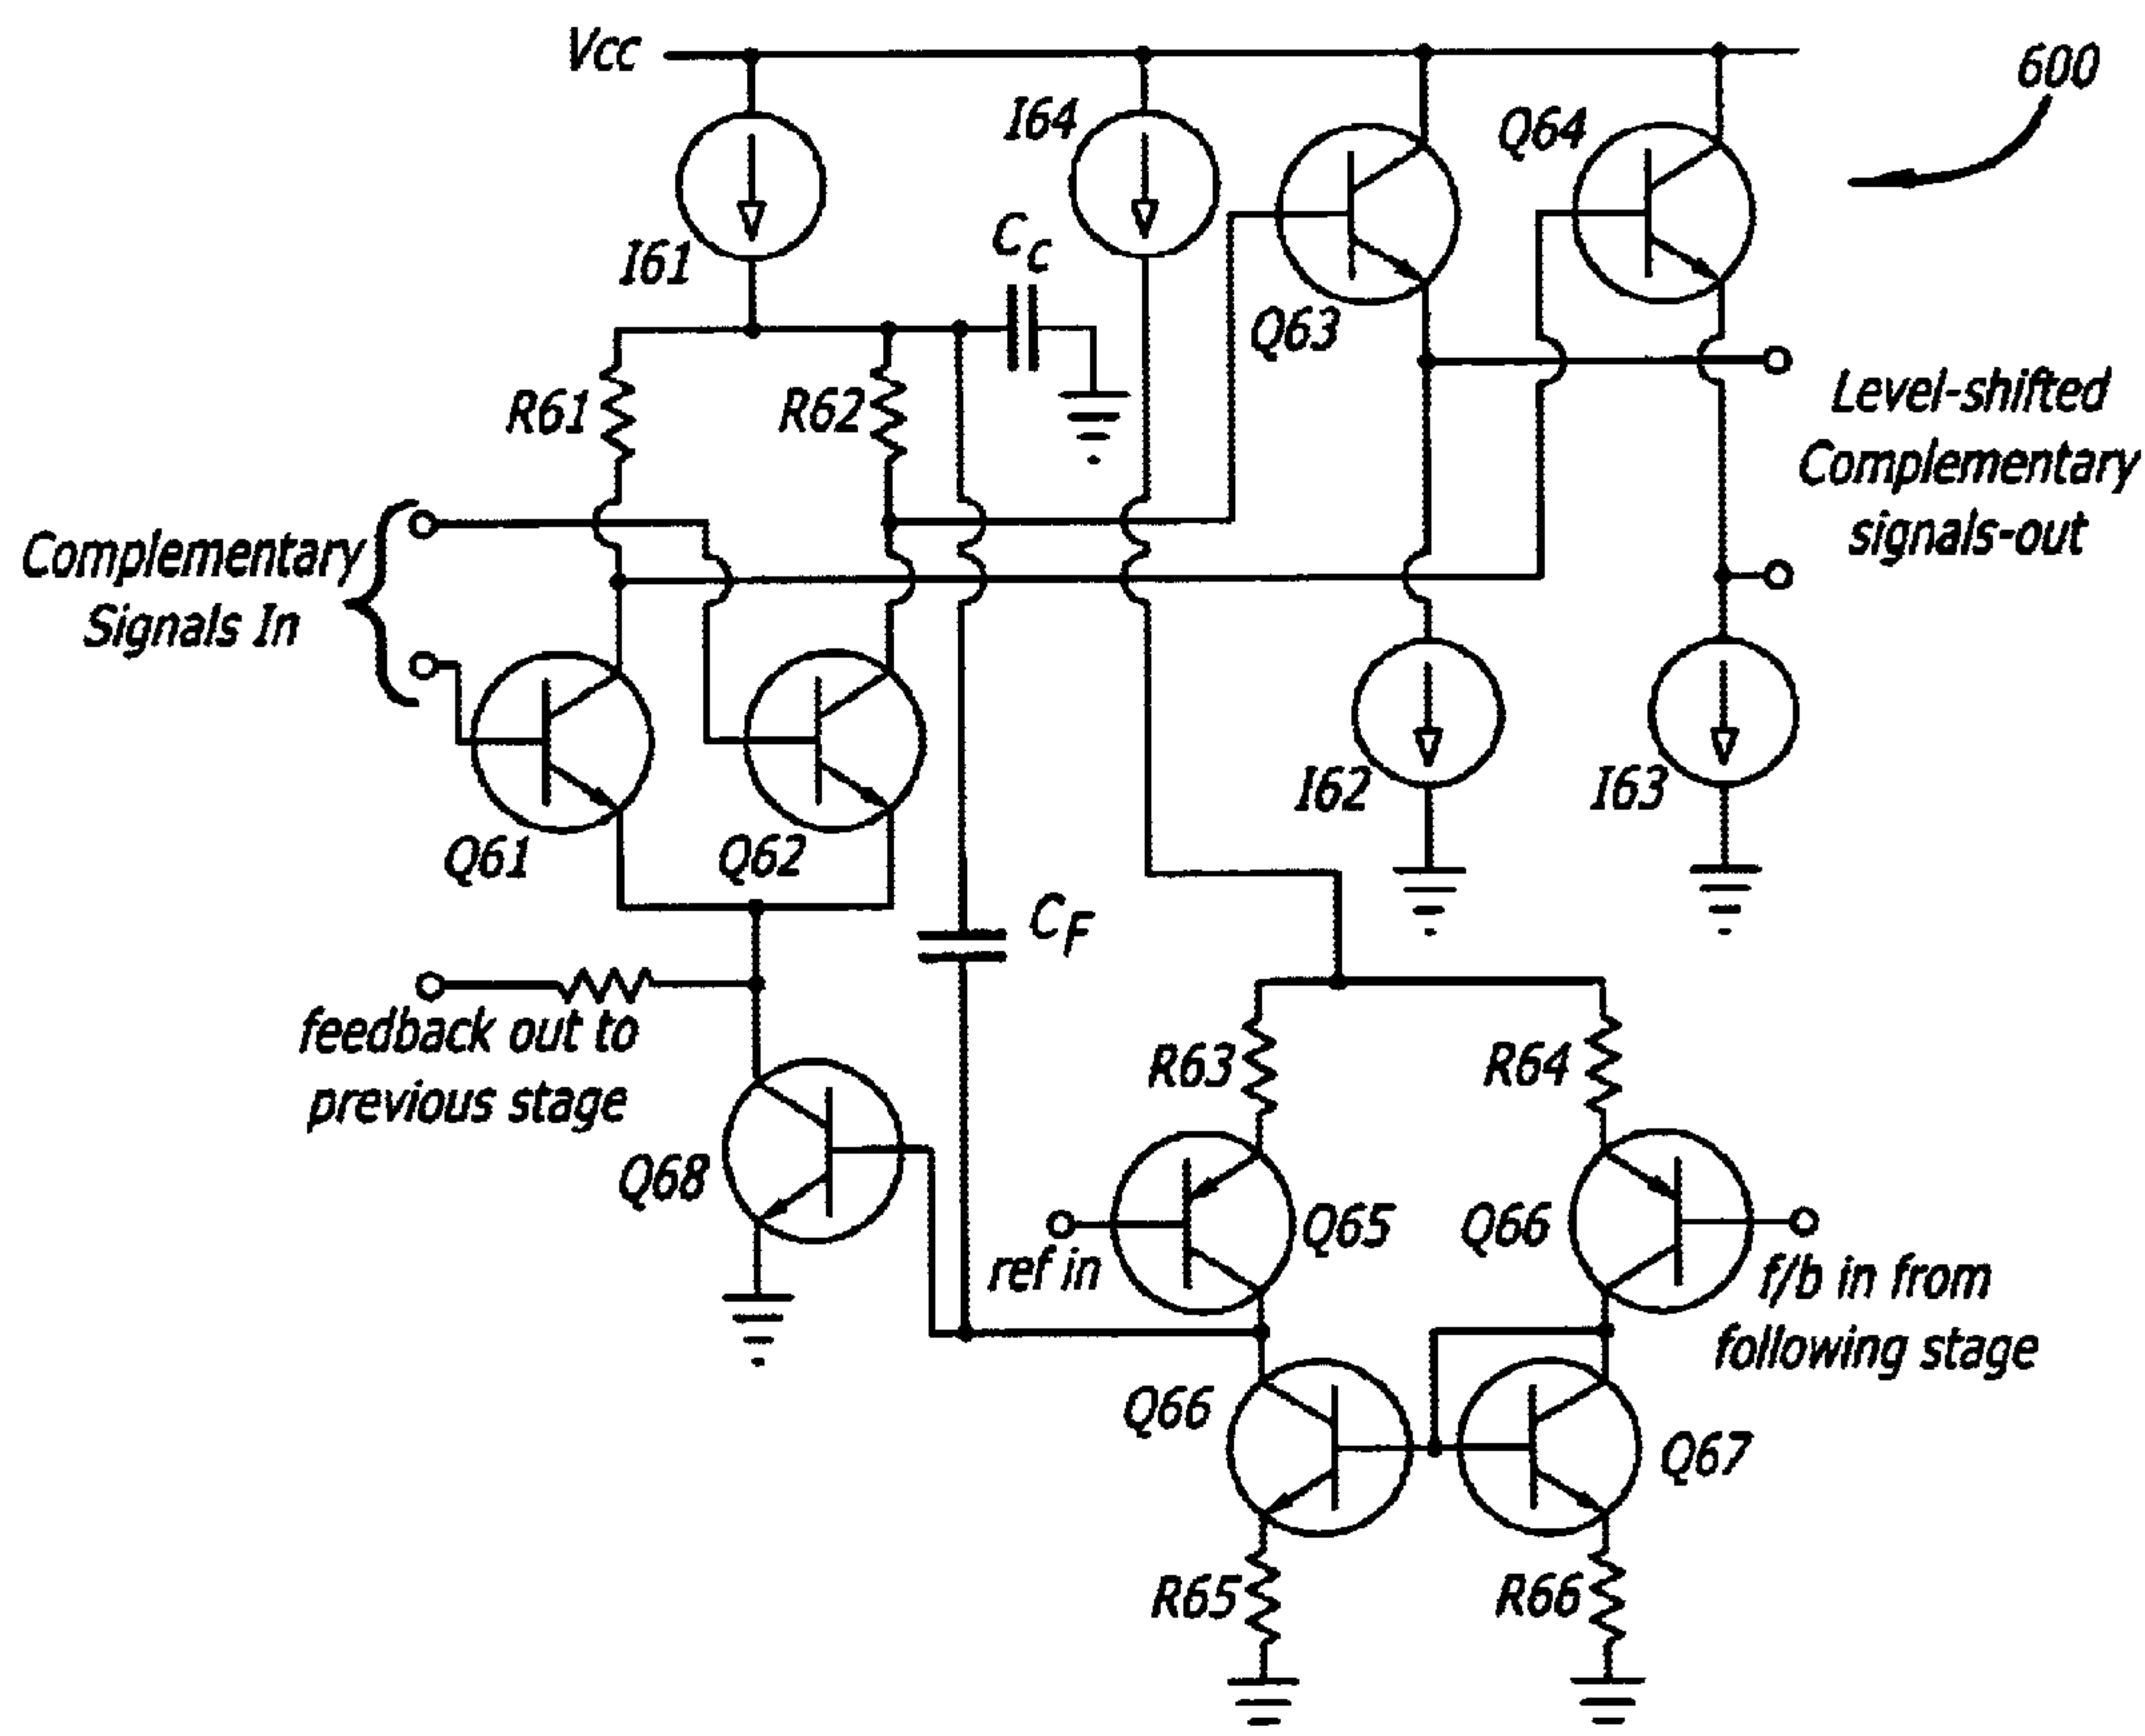 Vcc
600
I64
Q64
I61
CC
Q63
R61
R62
Level-shifted
Complementary
signals-out
Complementary
Signals In
I62
I63
Q61
Q62
CF
feedback out to
previous stage
R63
R64
Q68
Q65
Q66
ref in
f/b in from
following stage
Q66
Q67
R65
R66